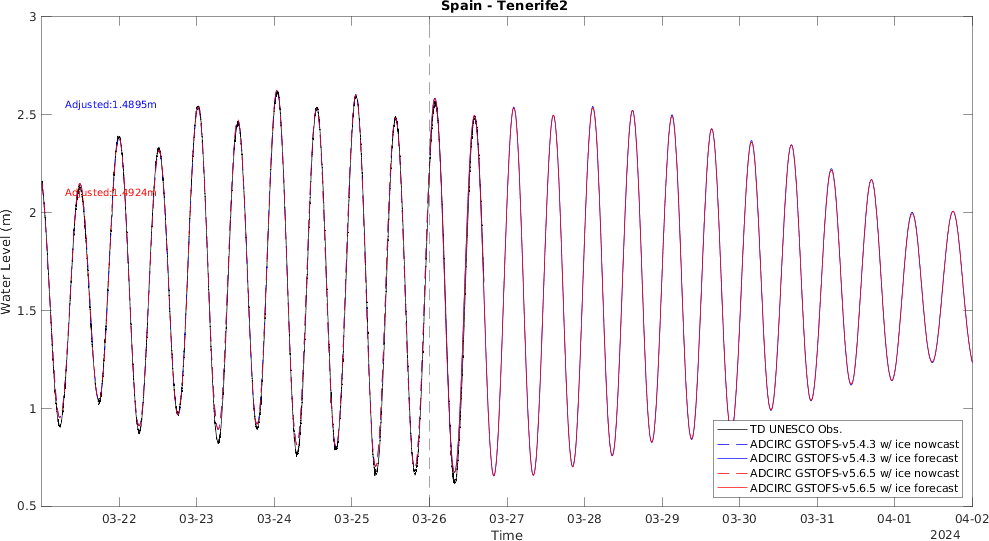 Spain - Tenerife2
3
2.5
2
1.5
1
0.5
Water Level (m)
Adjusted:1.4895m
Adjusted:1.4924m
TD UNESCO Obs.
ADCIRC GSTOFS-v5.4.3 w/ ice nowcast
ADCIRC GSTOFS-v5.4.3 w/ ice forecast
ADCIRC GSTOFS-v5.6.5 w/ ice nowcast
ADCIRC GSTOFS-v5.6.5 w/ ice forecast
03-22 03-23 03-24 03-25 03-26 03-27 03-28 03-29 03-30 03-31 04-01 04-02
Time
2024